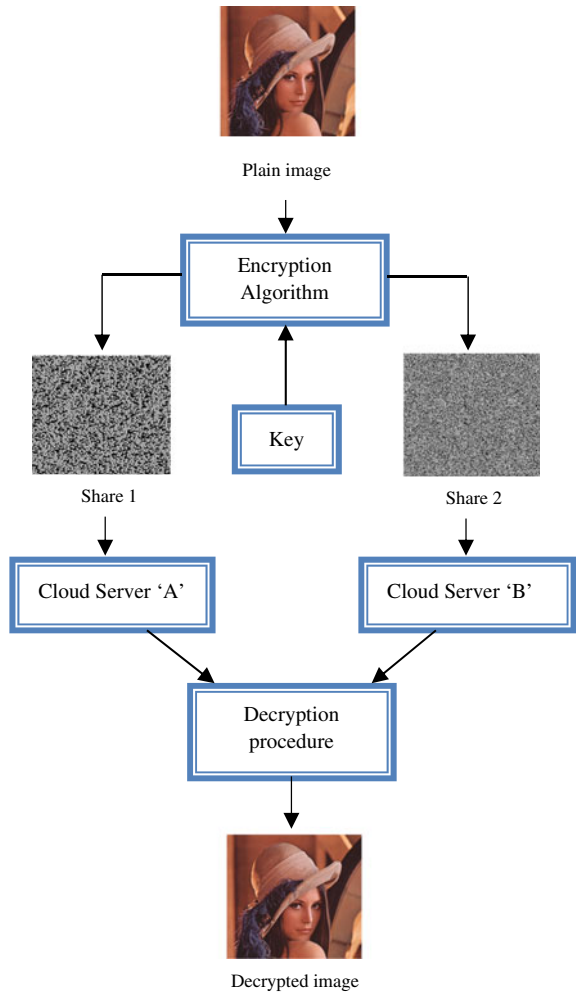 Plain image
Encryption
Algorithm
Key
Share 1
Share 2
Cloud Server ‘A’
Cloud Server ‘B’
Decryption
procedure
Decrypted image